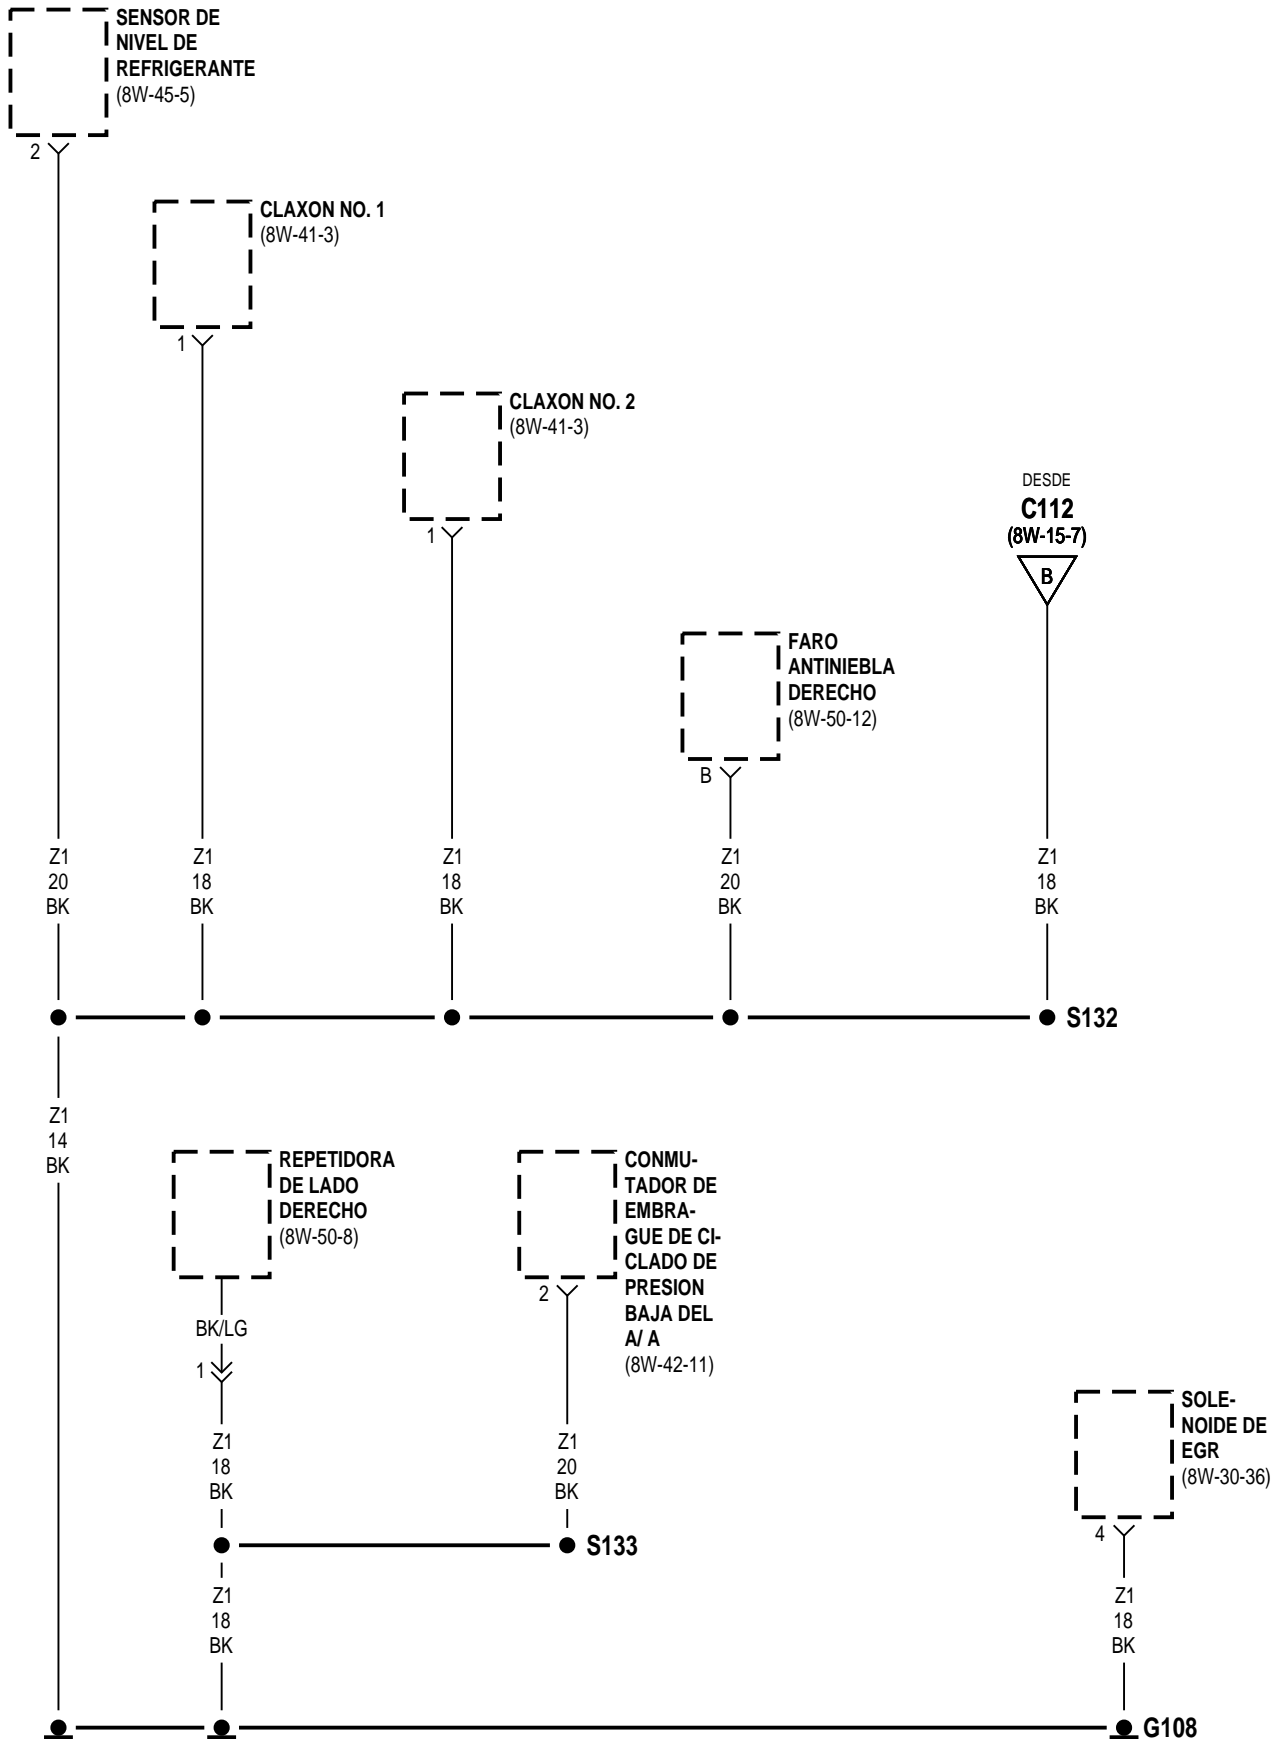 SENSOR DE
NIVEL DE
REFRIGERANTE
(8W-45-5)
2
CLAXON NO. 1
(8W-41-3)
1
CLAXON NO. 2
(8W-41-3)
1
DESDE
C112
(8W-15-7)
B
FARO
ANTINIEBLA
DERECHO
(8W-50-12)
B
Z1
20
BK
Z1
18
BK
Z1
18
BK
Z1
20
BK
Z1
18
BK
S132
Z1
14
BK
REPETIDORA
DE LADO
DERECHO
(8W-50-8)
BK/LG
1
Z1
18
BK
CONMU-
TADOR DE
EMBRA-
GUE DE CI-
CLADO DE
PRESION
BAJA DEL
A/ A
(8W-42-11)
2
Z1
20
BK
S133
Z1
18
BK
SOLE-
NOIDE DE
EGR
(8W-30-36)
4
Z1
18
BK
G108